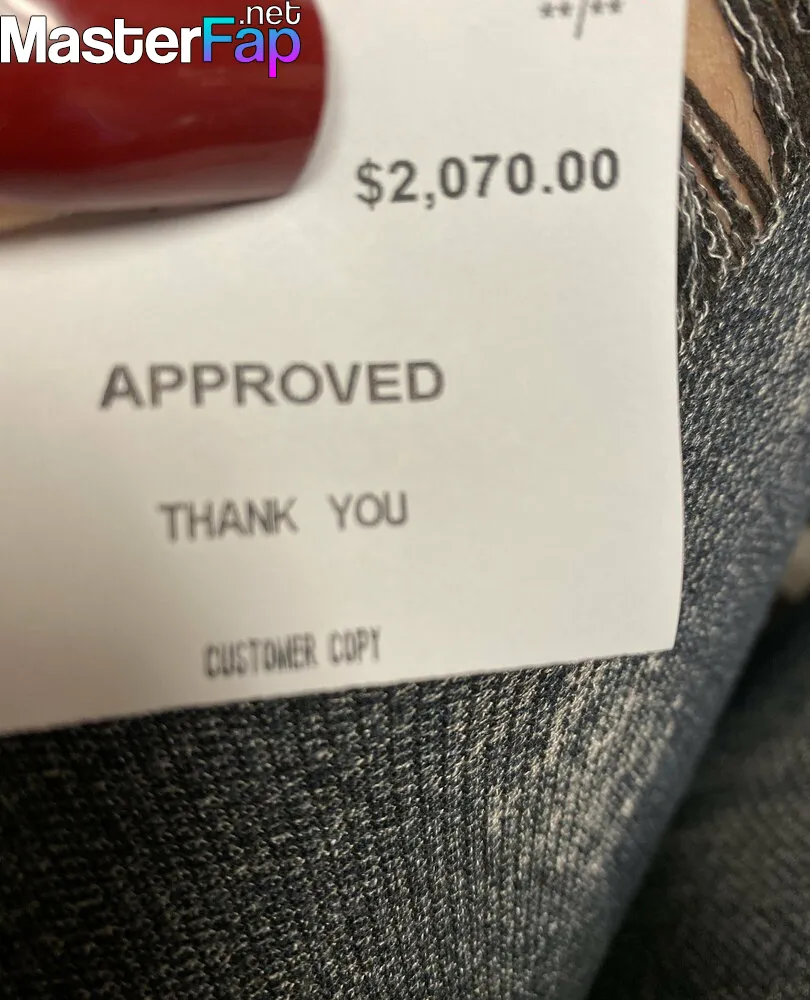 .net
MasterFap
**/**
$2,070.00
APPROVED
THANK YOU
CUSTOMER COPY